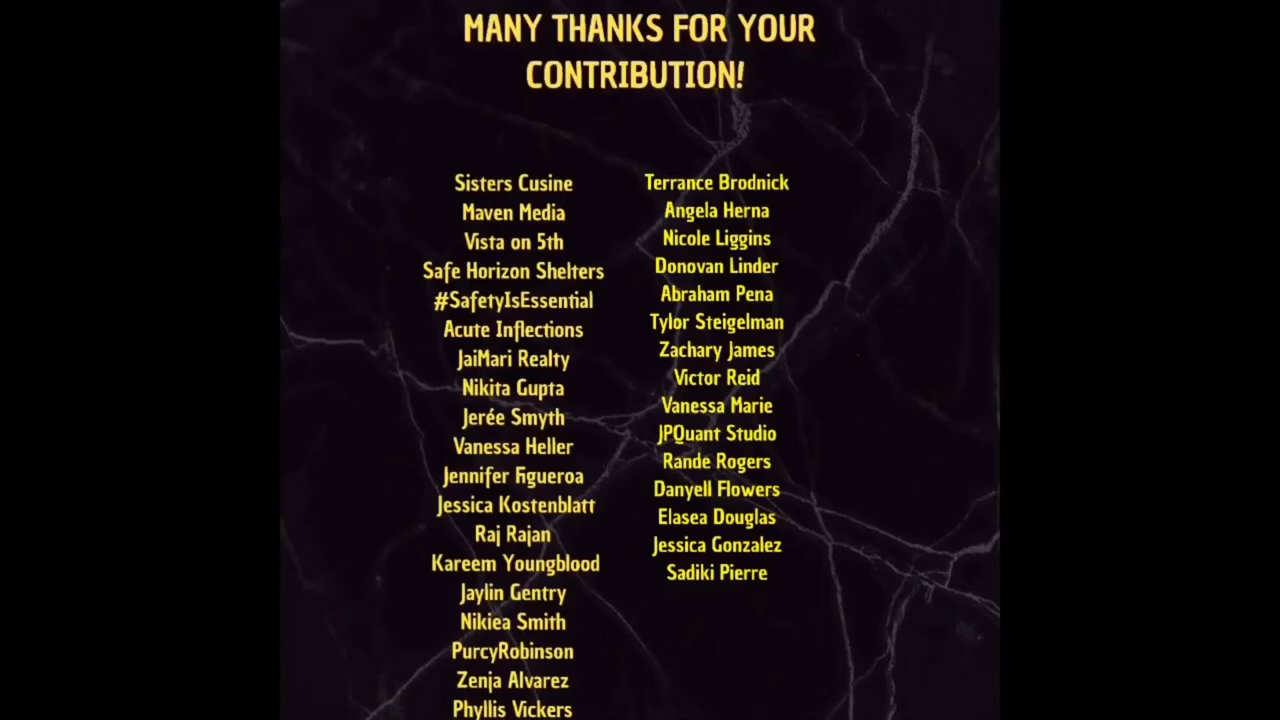 MANY THANKS FOR YOUR
CONTRIBUTION!
Sisters Cusine
Maven Media
Vista on 5th
Safe Horizon Shelters
#SafetyIsEssential
Acute Inflections
JaiMari Realty
Nikita Gupta
Jerée Smyth
Vanessa Heller
Jennifer figueroa
Jessica Kostenblatt
Raj Rajan
Kareem Youngblood
Jaylin Gentry
Nikiea Smith
PurcyRobinson
Zenja Alvarez
Phyllis Vickers
Terrance Brodnick
Angela Herna
Nicole Liggins
Donovan Linder
Abraham Pena
Tylor Steigelman
Zachary James
Victor Reid
Vanessa Marie
JPQuant Studio
Rande Rogers
Danyell Flowers
Elasea Douglas
Jessica Gonzalez
Sadiki Pierre